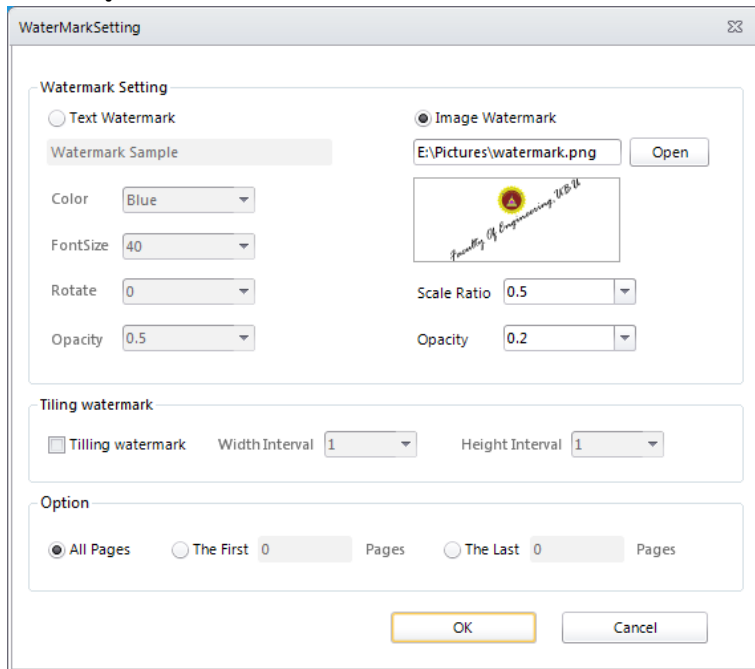 WaterMarkSetting
Watermark Setting
Text Watermark
Image Watermark
Watermark Sample
E:\Pictures\watermark.png
Open
Color
Blue
Faculty Of Engineering, UBU
FontSize
40
Rotate
0
Scale Ratio
0.5
Opacity
0.5
Opacity
0.2
Tiling watermark
Tilling watermark
Width Interval
1
Height Interval
1
Option
All Pages
The First
0
Pages
The Last
0
Pages
OK
Cancel